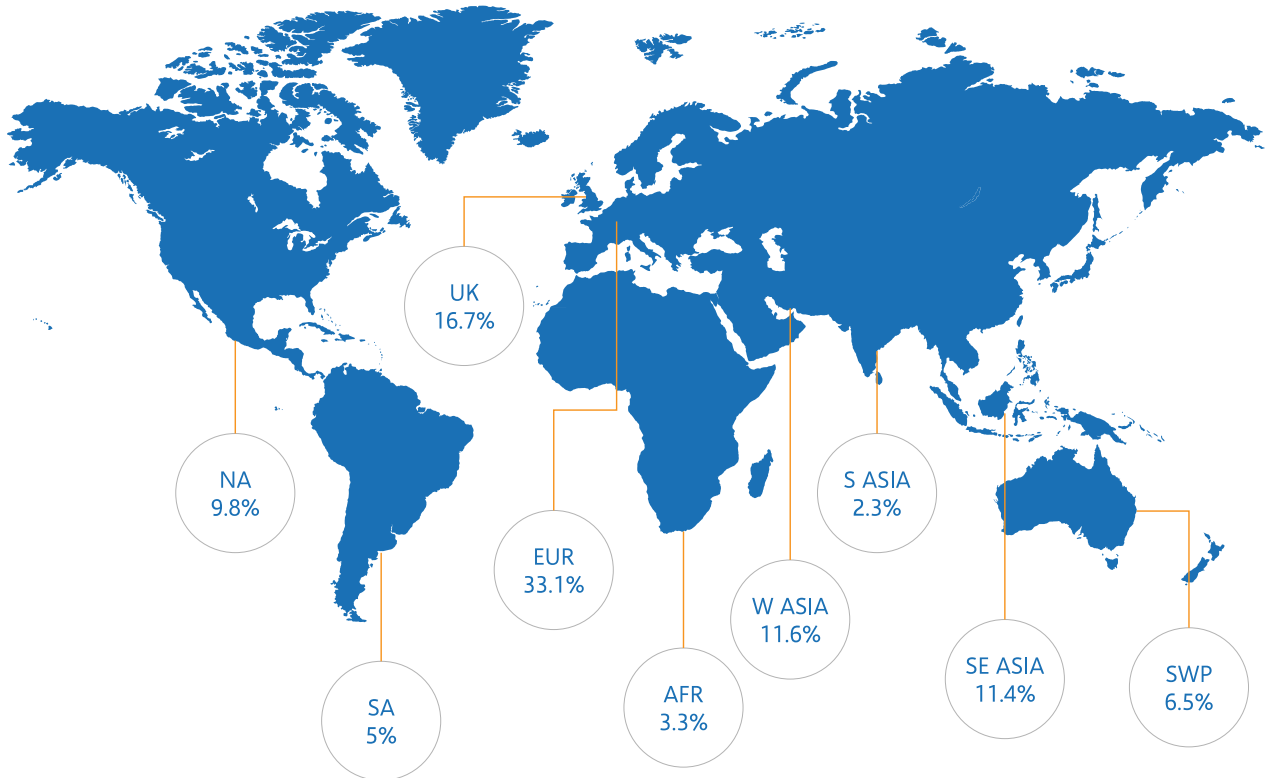 UK
16.7%
NA
9.8%
S ASIA
2.3%
EUR
33.1%
W ASIA
11.6%
SE ASIA
11.4%
SWP
6.5%
AFR
3.3%
SA
5%